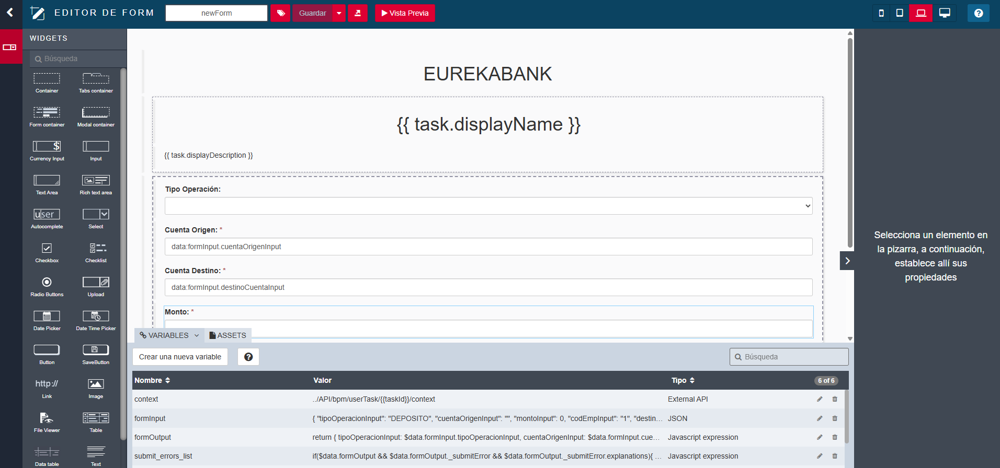 EDITOR DE FORM
newForm
Guardar
Vista Previa
WIDGETS
Búsqueda
Container
Tabs container
Form container
Modal container
$
Currency Input
Input
Text Area
Rich text area
user
Autocomplete
Select
Checkbox
Checklist
Radio Buttons
Upload
Date Picker
Date Time Picker
Button
SaveButton
http://
Link
Image
File Viewer
Table
Data table
Text
EUREKABANK
{{ task.displayName }}
{{ task.displayDescription }}
Tipo Operación:
Cuenta Origen: *
data:formInput.cuentaOrigenInput
Cuenta Destino: *
data:formInput.destinoCuentaInput
Monto: *
VARIABLES
ASSETS
Crear una nueva variable
Búsqueda
Nombre Valor Tipo 6 of 6
context ../API/bpm/userTask/{{taskId}}/context External API
formInput { "tipoOperacionInput": "DEPOSITO", "cuentaOrigenInput": "", "montoInput": 0, "codEmpInput": "1", "destin... JSON
formOutput return { tipoOperacionInput: $data.formInput.tipoOperacionInput, cuentaOrigenInput: $data.formInput.cue... Javascript expression
submit_errors_list if($data.formOutput && $data.formOutput._submitError && $data.formOutput._submitError.explanations){ ... Javascript expression
Selecciona un elemento en
la pizarra, a continuación,
establece allí sus
propiedades